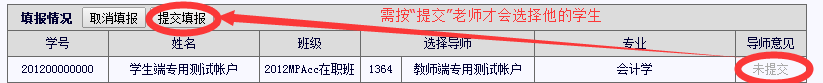 填报情况 取消填报 提交填报 需按“提交”老师才会选择他的学生
学号 姓名 班级 选择导师 专业 导师意见
201200000000 学生端专用测试帐户 2012MPAcc在职班 1364 教师端专用测试帐户 会计学 未提交